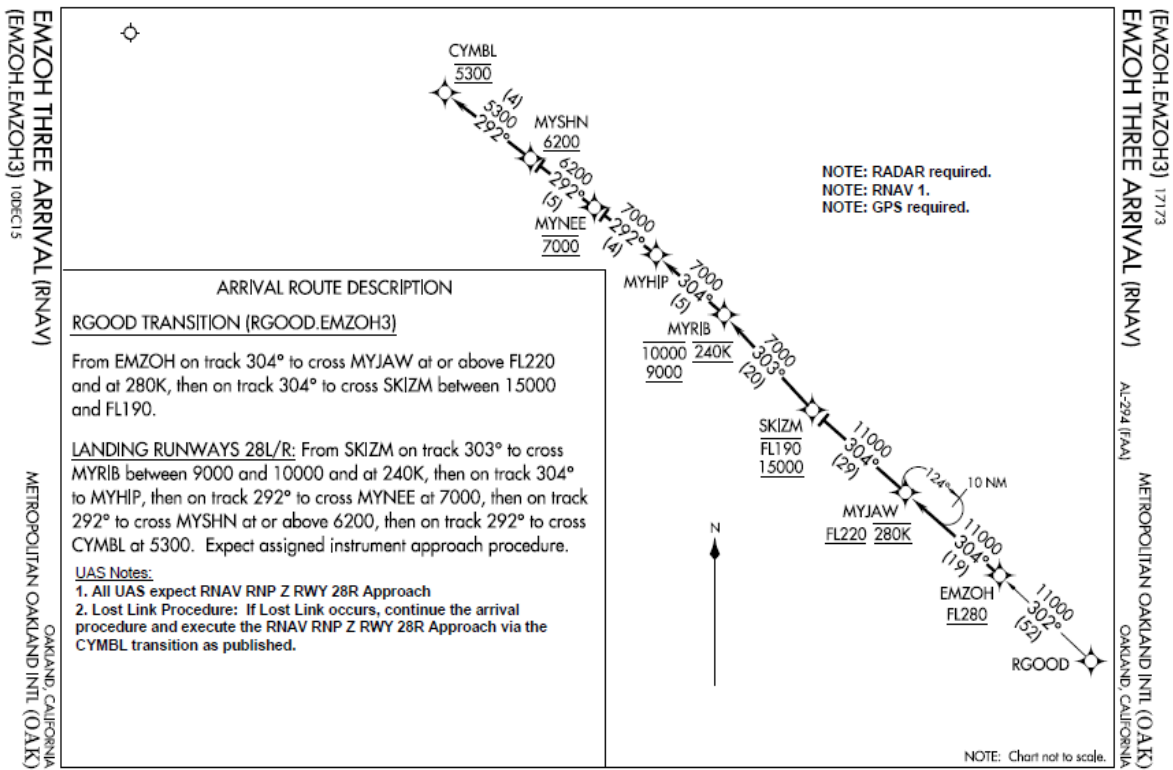 (EMZOH.EMZOH3) 10DEC15
EMZOH THREE ARRIVAL (RNAV)
METROPOLITAN OAKLAND INTL (OAK)
OAKLAND, CALIFORNIA
CYMBL
5300
(4)
5300
292°
MYSHN
6200
6200
292°
(5)
MYNEE
7000
7000
292°
(4)
MYHIP
7000
304°
(5)
MYRIB
10000 240K
9000
7000
303°
(20)
SKIZM
FL190
15000
11000
304°
(29)
124°
10 NM
MYJAW
FL220 280K
11000
304°
(19)
EMZOH
FL280
11000
302°
(52)
RGOOD
N
NOTE: RADAR required.
NOTE: RNAV 1.
NOTE: GPS required.
ARRIVAL ROUTE DESCRIPTION
RGOOD TRANSITION (RGOOD.EMZOH3)
From EMZOH on track 304° to cross MYJAW at or above FL220
and at 280K, then on track 304° to cross SKIZM between 15000
and FL190.
LANDING RUNWAYS 28L/R: From SKIZM on track 303° to cross
MYRIB between 9000 and 10000 and at 240K, then on track 304°
to MYHIP, then on track 292° to cross MYNEE at 7000, then on track
292° to cross MYSHN at or above 6200, then on track 292° to cross
CYMBL at 5300. Expect assigned instrument approach procedure.
UAS Notes:
1. All UAS expect RNAV RNP Z RWY 28R Approach
2. Lost Link Procedure: If Lost Link occurs, continue the arrival
procedure and execute the RNAV RNP Z RWY 28R Approach via the
CYMBL transition as published.
NOTE: Chart not to scale.
(EMZOH.EMZOH3) 17173
EMZOH THREE ARRIVAL (RNAV)
AL-294 (FAA)
METROPOLITAN OAKLAND INTL (OAK)
OAKLAND, CALIFORNIA